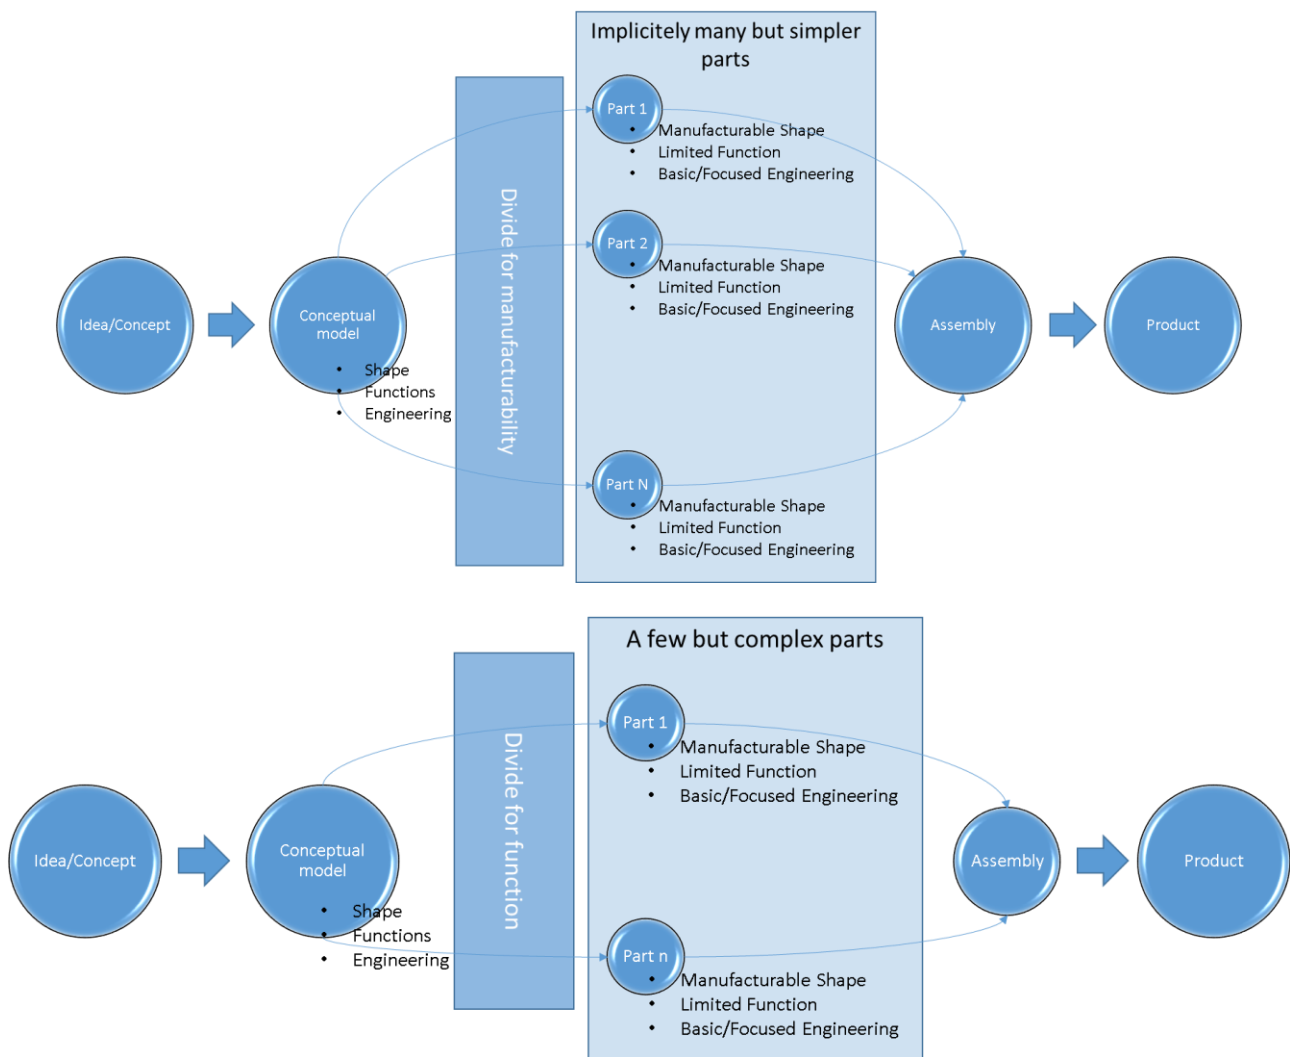 Implicitely many but simpler
parts
Part 1
• Manufacturable Shape
• Limited Function
• Basic/Focused Engineering
Divide for manufacturability
Part 2
• Manufacturable Shape
• Limited Function
• Basic/Focused Engineering
Idea/Concept
Conceptual
model
• Shape
• Functions
• Engineering
Assembly
Product
Part N
• Manufacturable Shape
• Limited Function
• Basic/Focused Engineering
A few but complex parts
Part 1
• Manufacturable Shape
• Limited Function
• Basic/Focused Engineering
Divide for function
Idea/Concept
Conceptual
model
• Shape
• Functions
• Engineering
Assembly
Product
Part n
• Manufacturable Shape
• Limited Function
• Basic/Focused Engineering